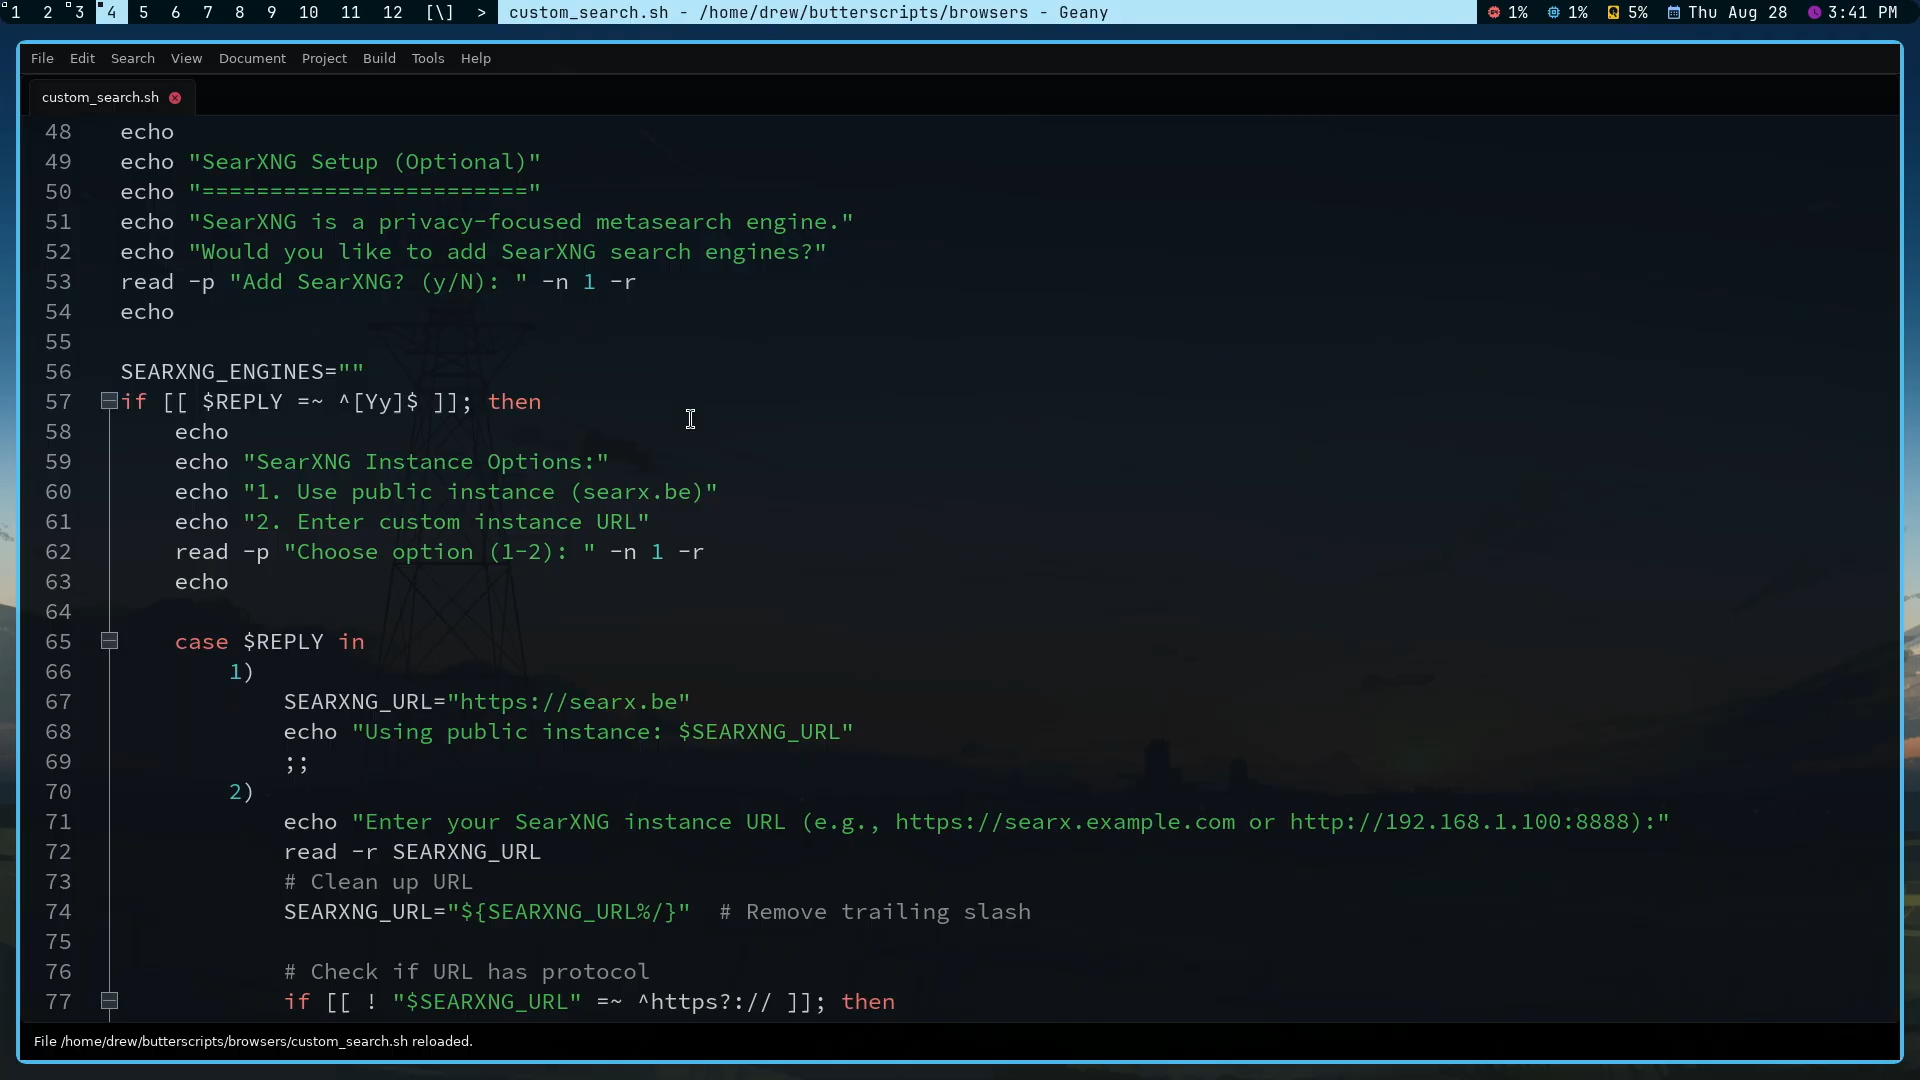 1 2 3 4 5 6 7 8 9 10 11 12 [\] > custom_search.sh - /home/drew/butterscripts/browsers - Geany 1% 1% 5% Thu Aug 28 3:41 PM
File Edit Search View Document Project Build Tools Help
custom_search.sh
48 echo
49 echo "SearXNG Setup (Optional)"
50 echo "========================"
51 echo "SearXNG is a privacy-focused metasearch engine."
52 echo "Would you like to add SearXNG search engines?"
53 read -p "Add SearXNG? (y/N): " -n 1 -r
54 echo
55
56 SEARXNG_ENGINES=""
57 if [[ $REPLY =~ ^[Yy]$ ]]; then
58     echo
59     echo "SearXNG Instance Options:"
60     echo "1. Use public instance (searx.be)"
61     echo "2. Enter custom instance URL"
62     read -p "Choose option (1-2): " -n 1 -r
63     echo
64
65     case $REPLY in
66         1)
67             SEARXNG_URL="https://searx.be"
68             echo "Using public instance: $SEARXNG_URL"
69             ;;
70         2)
71             echo "Enter your SearXNG instance URL (e.g., https://searx.example.com or http://192.168.1.100:8888):"
72             read -r SEARXNG_URL
73             # Clean up URL
74             SEARXNG_URL="${SEARXNG_URL%/}"  # Remove trailing slash
75
76             # Check if URL has protocol
77             if [[ ! "$SEARXNG_URL" =~ ^https?:// ]]; then
File /home/drew/butterscripts/browsers/custom_search.sh reloaded.